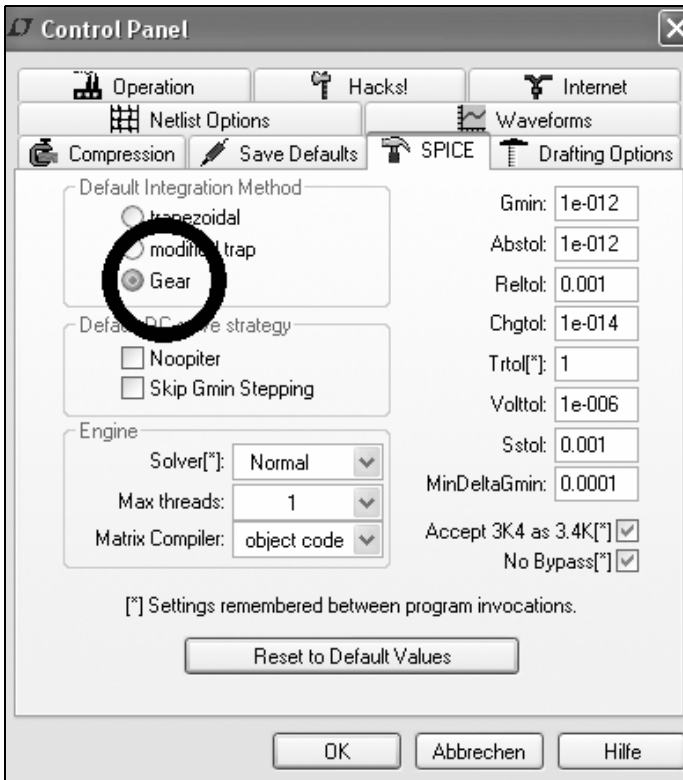 Control Panel
Operation
Hacks!
Internet
Netlist Options
Waveforms
Compression
Save Defaults
SPICE
Drafting Options
Default Integration Method
trapezoidal
modified trap
Gear
Noopiter
Skip Gmin Stepping
Engine
Solver[*]: Normal
Max threads: 1
Matrix Compiler: object code
Gmin: 1e-012
Abstol: 1e-012
Reltol: 0.001
Chgtol: 1e-014
Trtol[*]: 1
Volttol: 1e-006
Sstol: 0.001
MinDeltaGmin: 0.0001
Accept 3K4 as 3.4K[*]
No Bypass[*]
[*] Settings remembered between program invocations.
Reset to Default Values
OK
Abbrechen
Hilfe